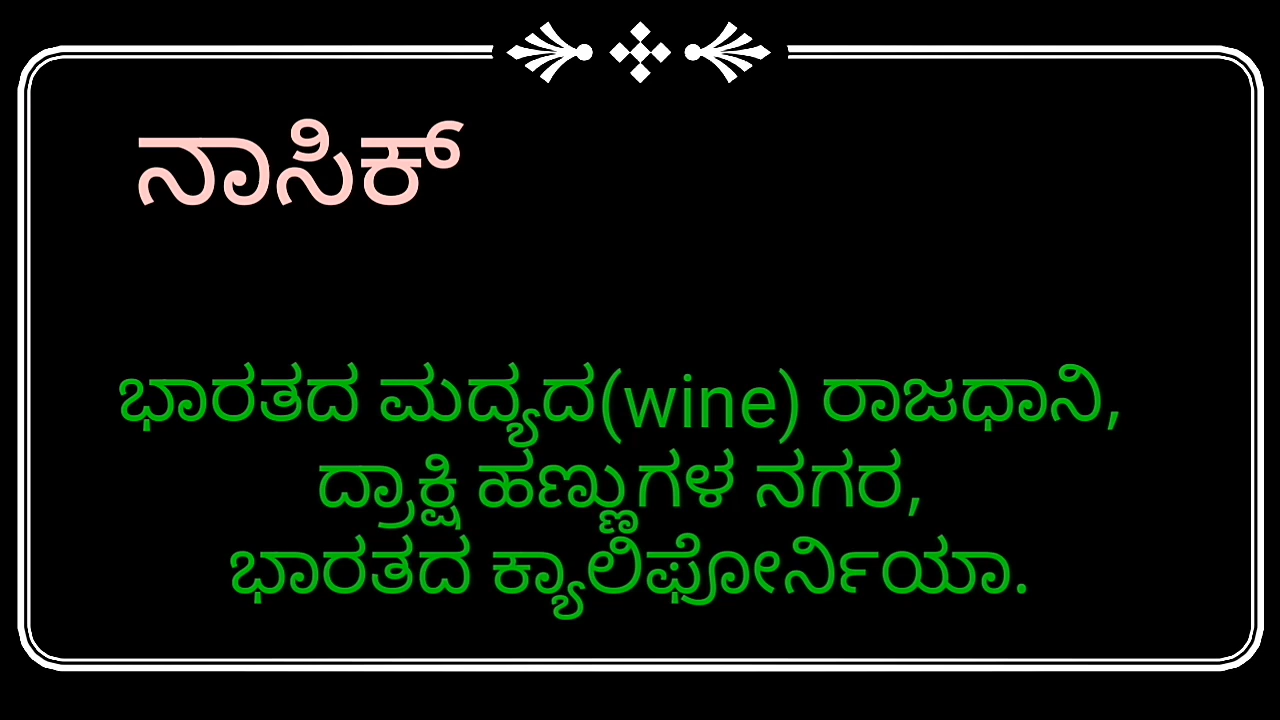 ನಾಸಿಕ್
ಭಾರತದ ಮದ್ಯದ(wine) ರಾಜಧಾನಿ,
ದ್ರಾಕ್ಷಿ ಹಣ್ಣುಗಳ ನಗರ,
ಭಾರತದ ಕ್ಯಾಲಿಫೋರ್ನಿಯಾ.